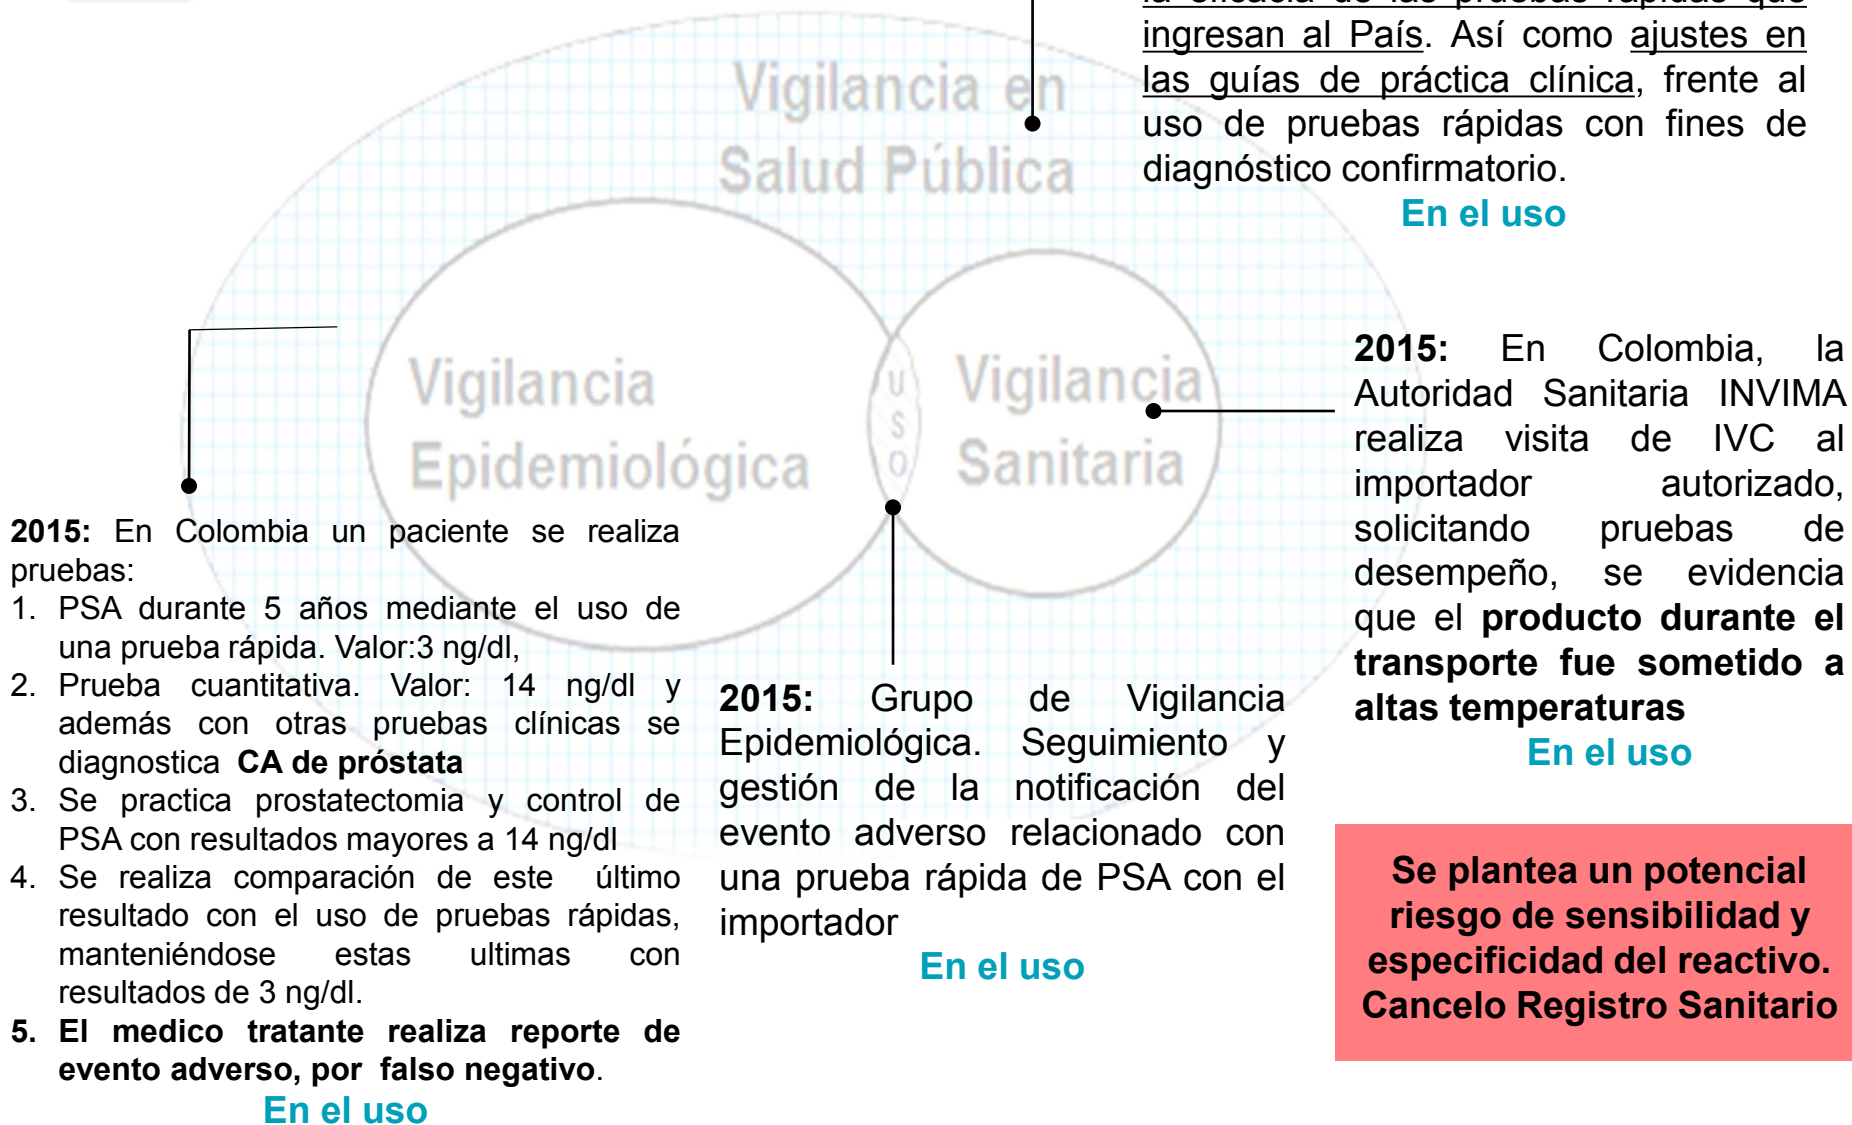 la eficacia de las pruebas rápidas que
ingresan al País. Así como ajustes en
las guías de práctica clínica, frente al
uso de pruebas rápidas con fines de
diagnóstico confirmatorio.
En el uso
Vigilancia en
Salud Pública
Vigilancia
Epidemiológica
USO
Vigilancia
Sanitaria
2015: En Colombia, la
Autoridad Sanitaria INVIMA
realiza visita de IVC al
importador autorizado,
solicitando pruebas de
desempeño, se evidencia
que el producto durante el
transporte fue sometido a
altas temperaturas
En el uso
2015: En Colombia un paciente se realiza
pruebas:
1. PSA durante 5 años mediante el uso de
una prueba rápida. Valor:3 ng/dl,
2. Prueba cuantitativa. Valor: 14 ng/dl y
además con otras pruebas clínicas se
diagnostica CA de próstata
3. Se practica prostatectomia y control de
PSA con resultados mayores a 14 ng/dl
4. Se realiza comparación de este último
resultado con el uso de pruebas rápidas,
manteniéndose estas ultimas con
resultados de 3 ng/dl.
5. El medico tratante realiza reporte de
evento adverso, por falso negativo.
En el uso
2015: Grupo de Vigilancia
Epidemiológica. Seguimiento y
gestión de la notificación del
evento adverso relacionado con
una prueba rápida de PSA con el
importador
En el uso
Se plantea un potencial
riesgo de sensibilidad y
especificidad del reactivo.
Cancelo Registro Sanitario